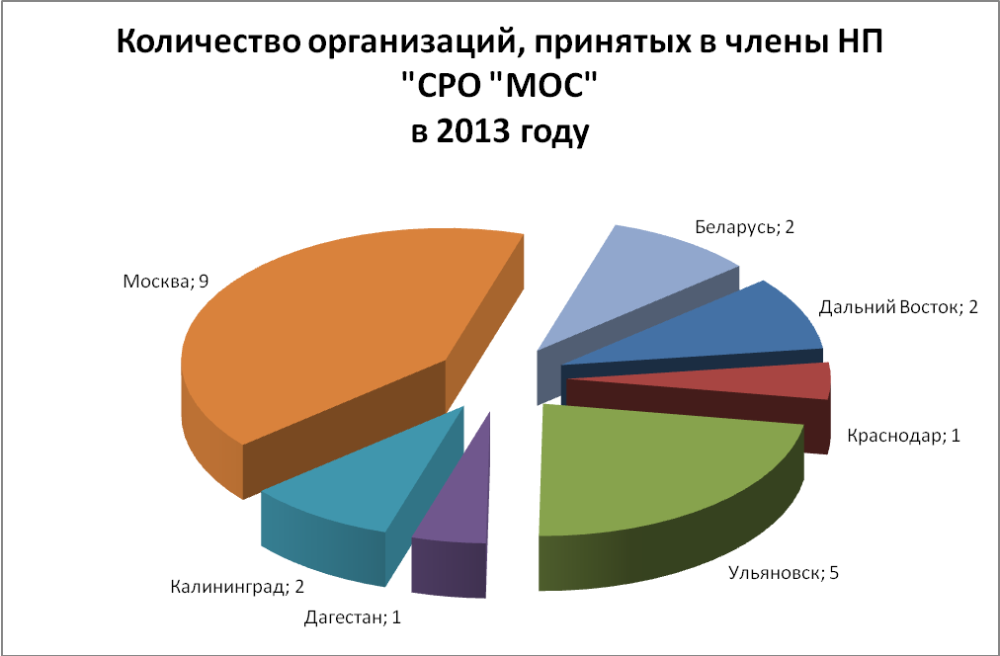 Количество организаций, принятых в члены НП
"СРО "МОС"
в 2013 году
Беларусь; 2
Москва; 9
Дальний Восток; 2
Краснодар; 1
Ульяновск; 5
Калининград; 2
Дагестан; 1